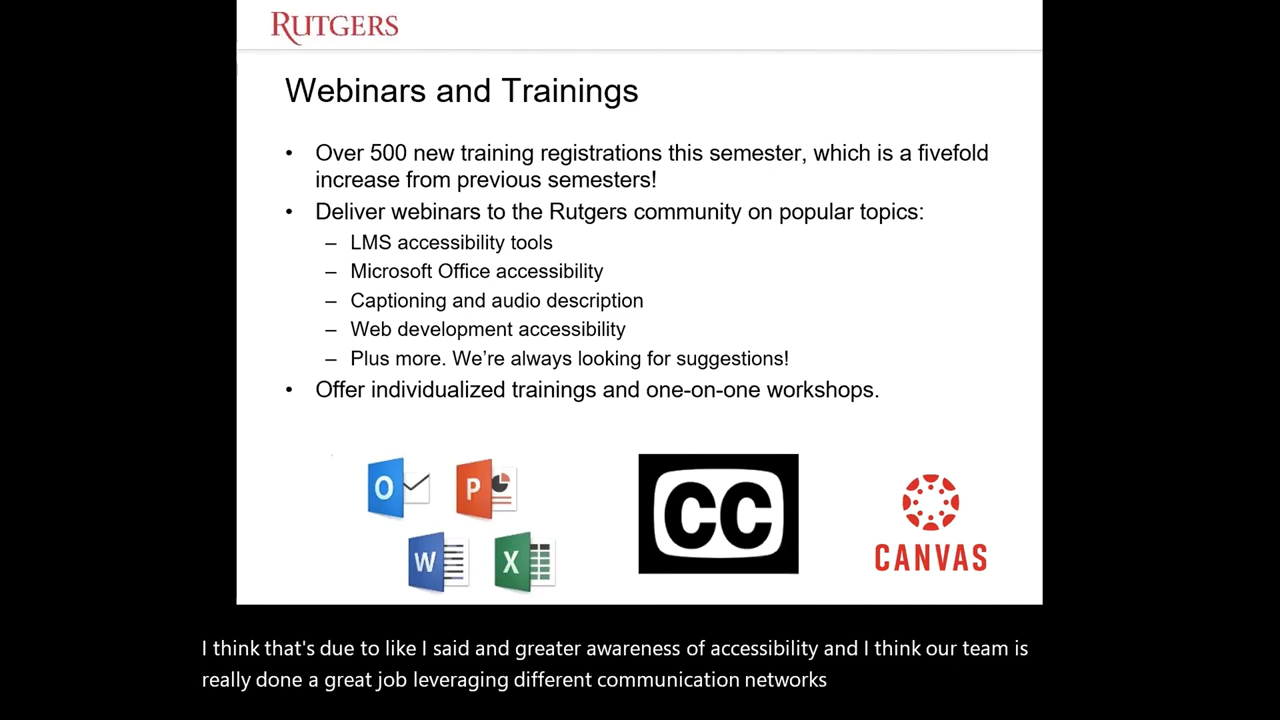 RUTGERS
Webinars and Trainings
• Over 500 new training registrations this semester, which is a fivefold
increase from previous semesters!
• Deliver webinars to the Rutgers community on popular topics:
– LMS accessibility tools
– Microsoft Office accessibility
– Captioning and audio description
– Web development accessibility
– Plus more. We’re always looking for suggestions!
• Offer individualized trainings and one-on-one workshops.
O
P
W
X
CC
CANVAS
I think that's due to like I said and greater awareness of accessibility and I think our team is
really done a great job leveraging different communication networks